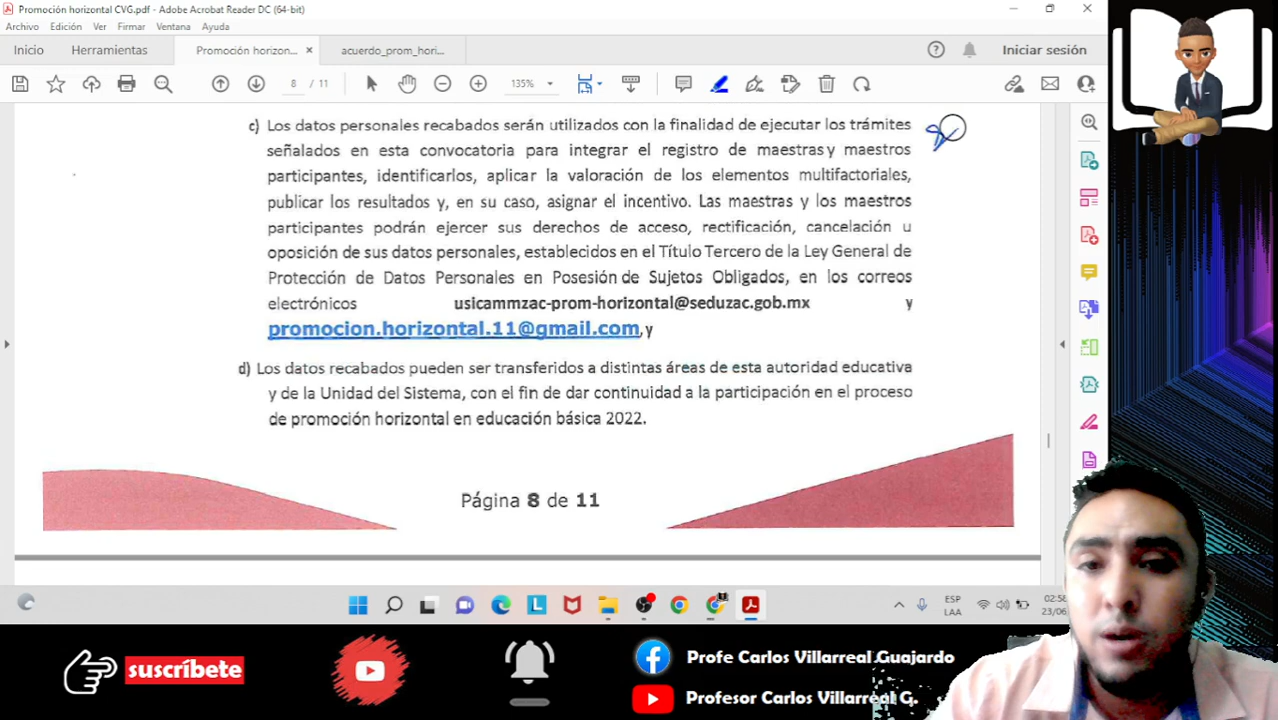 Promoción horizontal CVG.pdf - Adobe Acrobat Reader DC (64-bit)
Archivo Edición Ver Firmar Ventana Ayuda
Inicio Herramientas Promoción horizon... × acuerdo_prom_hori... Iniciar sesión
8 / 11 135%
c) Los datos personales recabados serán utilizados con la finalidad de ejecutar los trámites
señalados en esta convocatoria para integrar el registro de maestras y maestros
participantes, identificarlos, aplicar la valoración de los elementos multifactoriales,
publicar los resultados y, en su caso, asignar el incentivo. Las maestras y los maestros
participantes podrán ejercer sus derechos de acceso, rectificación, cancelación u
oposición de sus datos personales, establecidos en el Título Tercero de la Ley General de
Protección de Datos Personales en Posesión de Sujetos Obligados, en los correos
electrónicos usicammzac-prom-horizontal@seduzac.gob.mx y
promocion.horizontal.11@gmail.com, y
d) Los datos recabados pueden ser transferidos a distintas áreas de esta autoridad educativa
y de la Unidad del Sistema, con el fin de dar continuidad a la participación en el proceso
de promoción horizontal en educación básica 2022.
Página 8 de 11
ESP 02:58
LAA 23/06
suscríbete
Profe Carlos Villarreal Guajardo
Profesor Carlos Villarreal G.